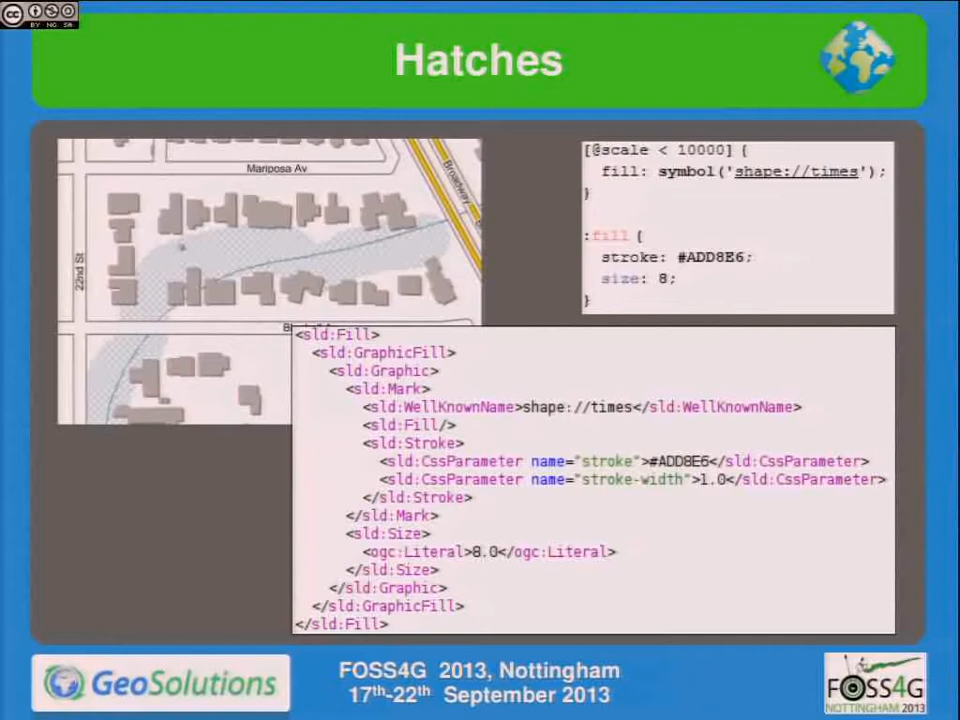 cc
BY NC SA
Hatches
Mariposa Av
Broadway
22nd St
[@scale < 10000] {
fill: symbol('shape://times');
}
:fill {
stroke: #ADD8E6;
size: 8;
}
<sld:Fill>
<sld:GraphicFill>
<sld:Graphic>
<sld:Mark>
<sld:WellKnownName>shape://times</sld:WellKnownName>
<sld:Fill/>
<sld:Stroke>
<sld:CssParameter name="stroke">#ADD8E6</sld:CssParameter>
<sld:CssParameter name="stroke-width">1.0</sld:CssParameter>
</sld:Stroke>
</sld:Mark>
<sld:Size>
<ogc:Literal>8.0</ogc:Literal>
</sld:Size>
</sld:Graphic>
</sld:GraphicFill>
</sld:Fill>
GeoSolutions
FOSS4G 2013, Nottingham
17th-22th September 2013
FOSS4G
NOTTINGHAM 2013